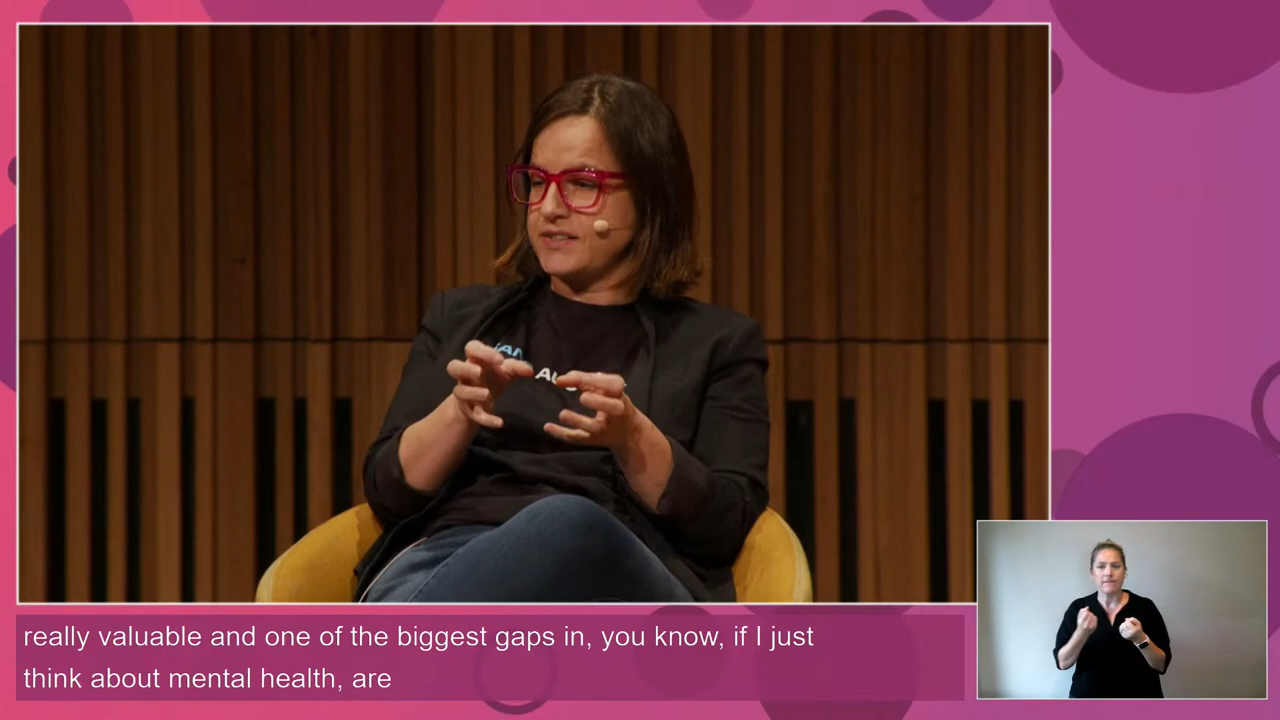 really valuable and one of the biggest gaps in, you know, if I just
think about mental health, are